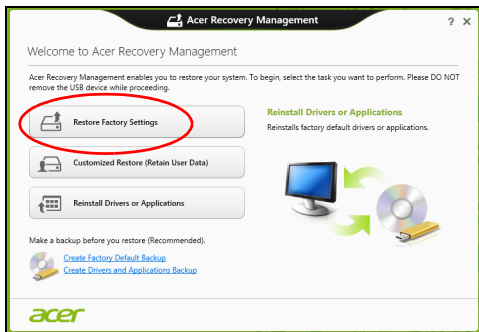 Acer Recovery Management
? X
Welcome to Acer Recovery Management
Acer Recovery Management enables you to restore your system. To begin, select the task you want to perform. Please DO NOT
remove the USB device while proceeding.
Restore Factory Settings
Customized Restore (Retain User Data)
Reinstall Drivers or Applications
Reinstall Drivers or Applications
Reinstalls factory default drivers or applications.
Make a backup before you restore (Recommended).
Create Factory Default Backup
Create Drivers and Applications Backup
acer